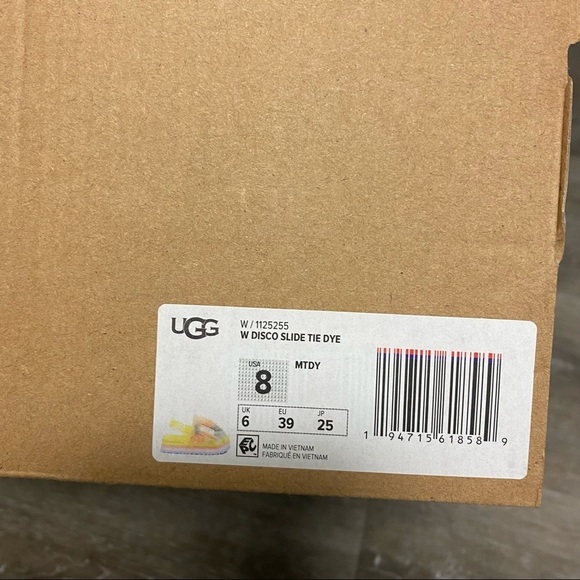 UGG
W / 1125255
W DISCO SLIDE TIE DYE
USA
8
MTDY
UK EU JP
6 39 25
MADE IN VIETNAM
FABRIQUÉ EN VIETNAM
1 94715 61858 9